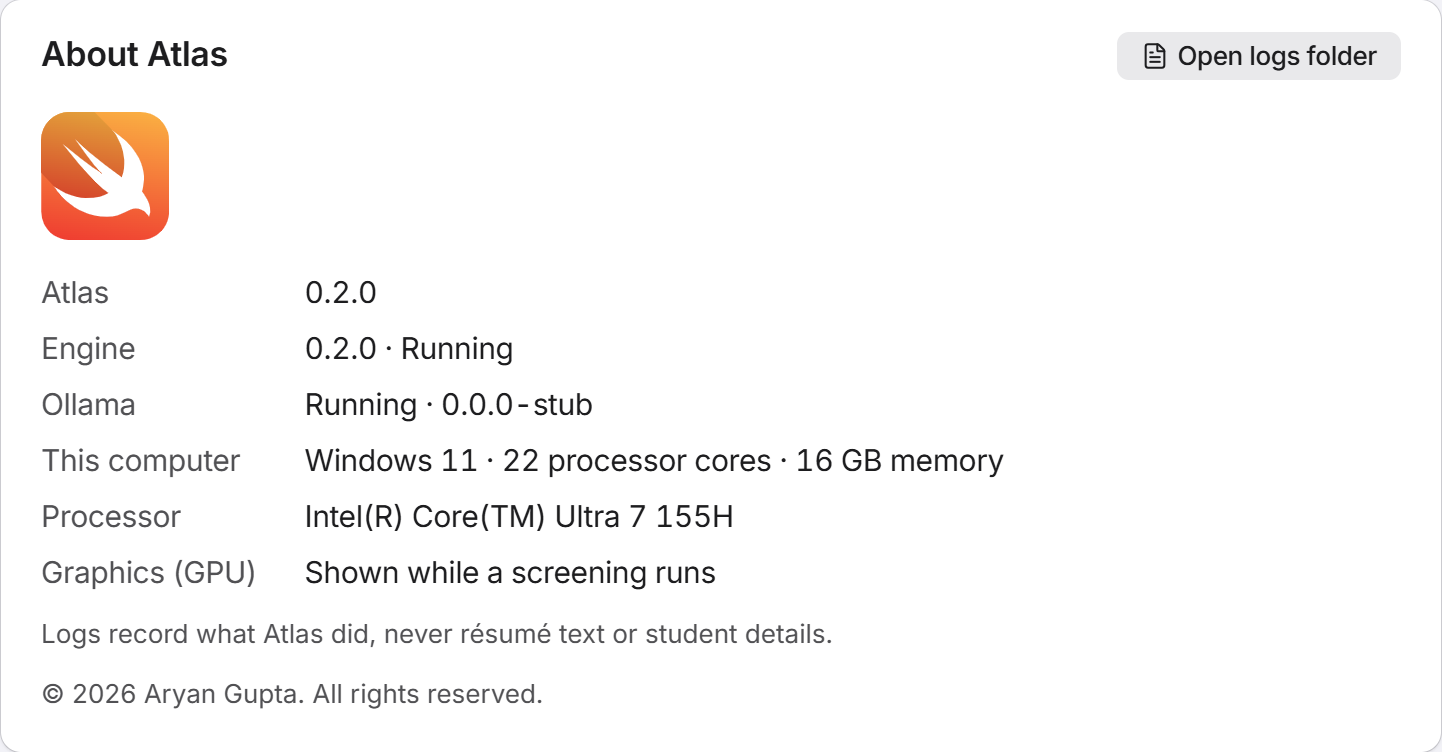 About Atlas
Open logs folder
Atlas 0.2.0
Engine 0.2.0 · Running
Ollama Running · 0.0.0-stub
This computer Windows 11 · 22 processor cores · 16 GB memory
Processor Intel(R) Core(TM) Ultra 7 155H
Graphics (GPU) Shown while a screening runs
Logs record what Atlas did, never résumé text or student details.
© 2026 Aryan Gupta. All rights reserved.